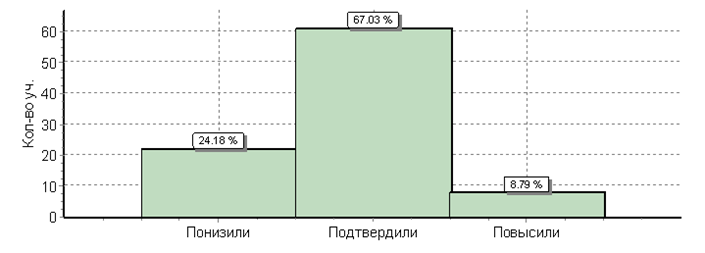 Кол-во уч.
60
50
40
30
20
10
0
24.18 %
67.03 %
8.79 %
Понизили
Подтвердили
Повысили